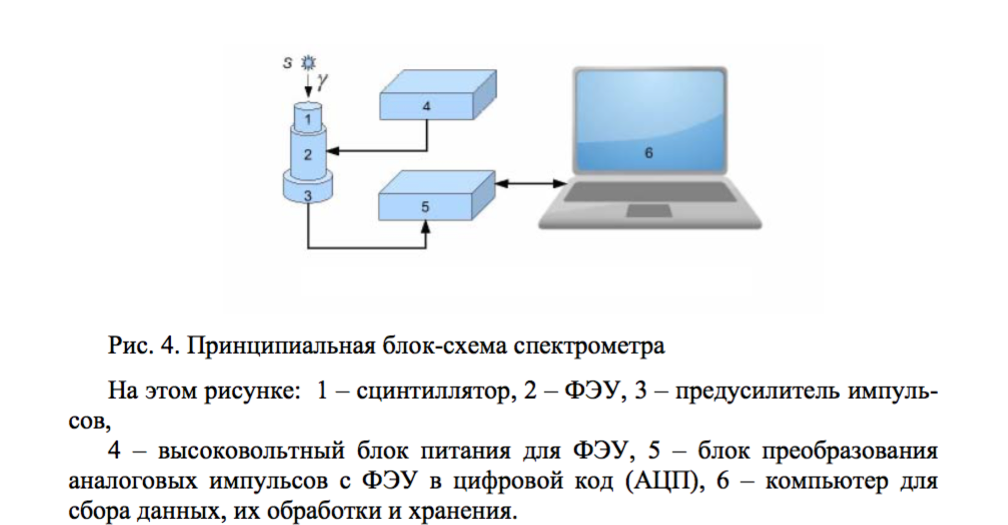 S
γ
1
4
2
6
3
5
Рис. 4. Принципиальная блок-схема спектрометра
На этом рисунке: 1 – сцинтиллятор, 2 – ФЭУ, 3 – предусилитель импуль-
сов,
4 – высоковольтный блок питания для ФЭУ, 5 – блок преобразования
аналоговых импульсов с ФЭУ в цифровой код (АЦП), 6 – компьютер для
сбора данных, их обработки и хранения.